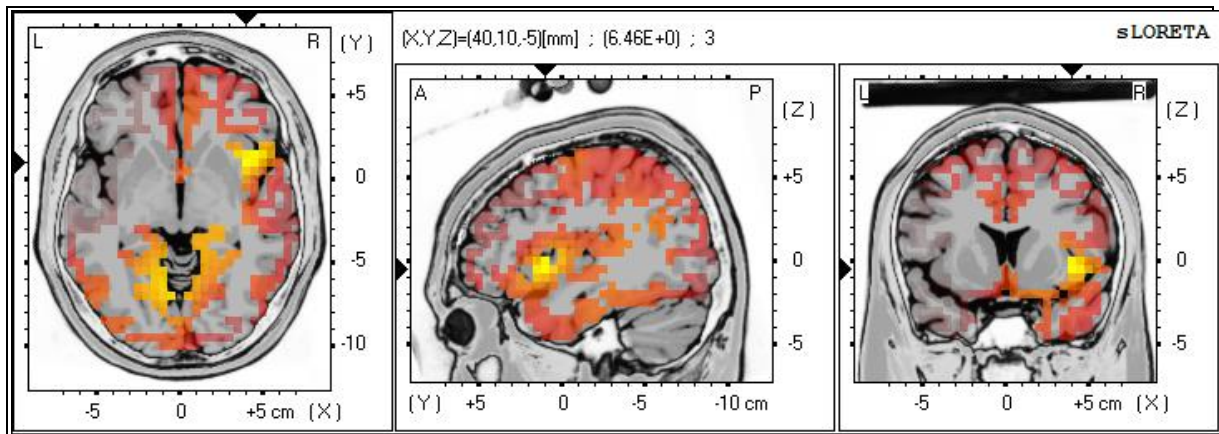 (X,Y,Z)=(40,10,-5)[mm] ; (6.46E+0) ; 3
sLORETA
L R (Y)
+5
0
-5
-10
-5 0 +5 cm (X)
A P (Z)
+5
0
-5
(Y) +5 0 -5 -10 cm
L R (Z)
+5
0
-5
-5 0 +5 cm (X)